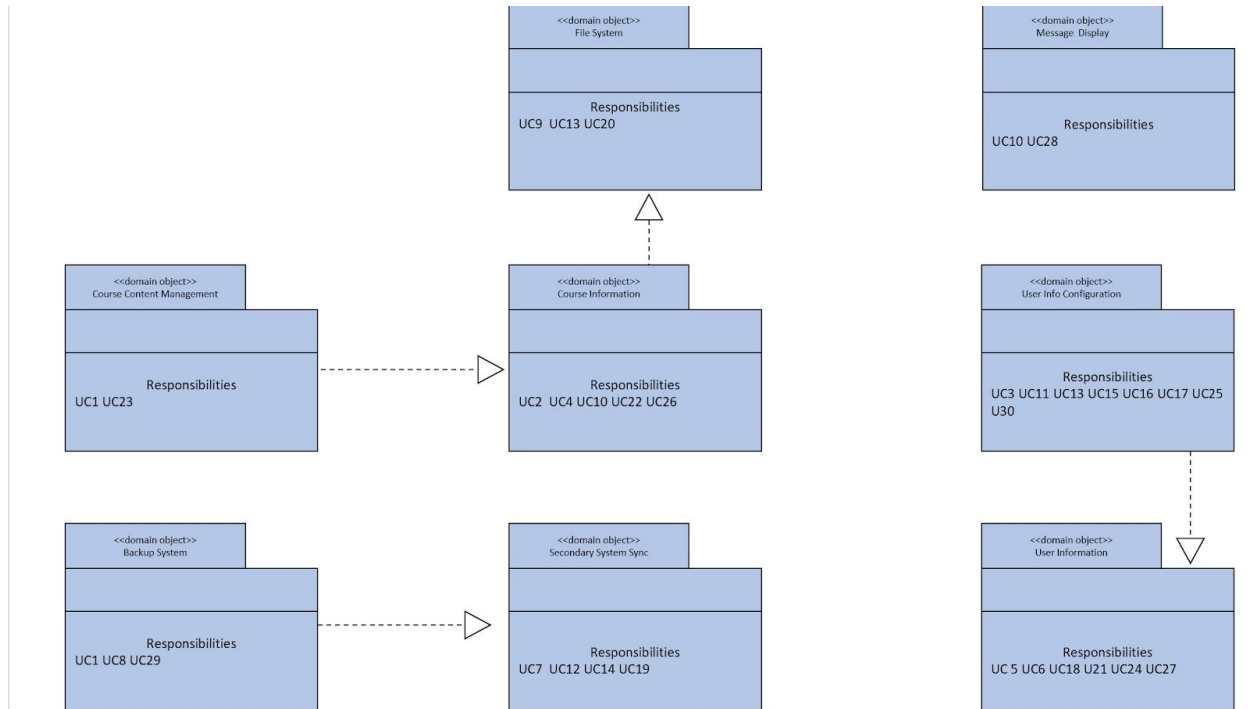 <<domain object>>
File System
Responsibilities
UC9  UC13 UC20
<<domain object>>
Message  Display
Responsibilities
UC10 UC28
<<domain object>>
Course Content Management
Responsibilities
UC1 UC23
<<domain object>>
Course Information
Responsibilities
UC2  UC4 UC10 UC22 UC26
<<domain object>>
User Info Configuration
Responsibilities
UC3 UC11 UC13 UC15 UC16 UC17 UC25
U30
<<domain object>>
Backup System
Responsibilities
UC1 UC8 UC29
<<domain object>>
Secondary System Sync
Responsibilities
UC7  UC12 UC14 UC19
<<domain object>>
User Information
Responsibilities
UC 5 UC6 UC18 U21 UC24 UC27